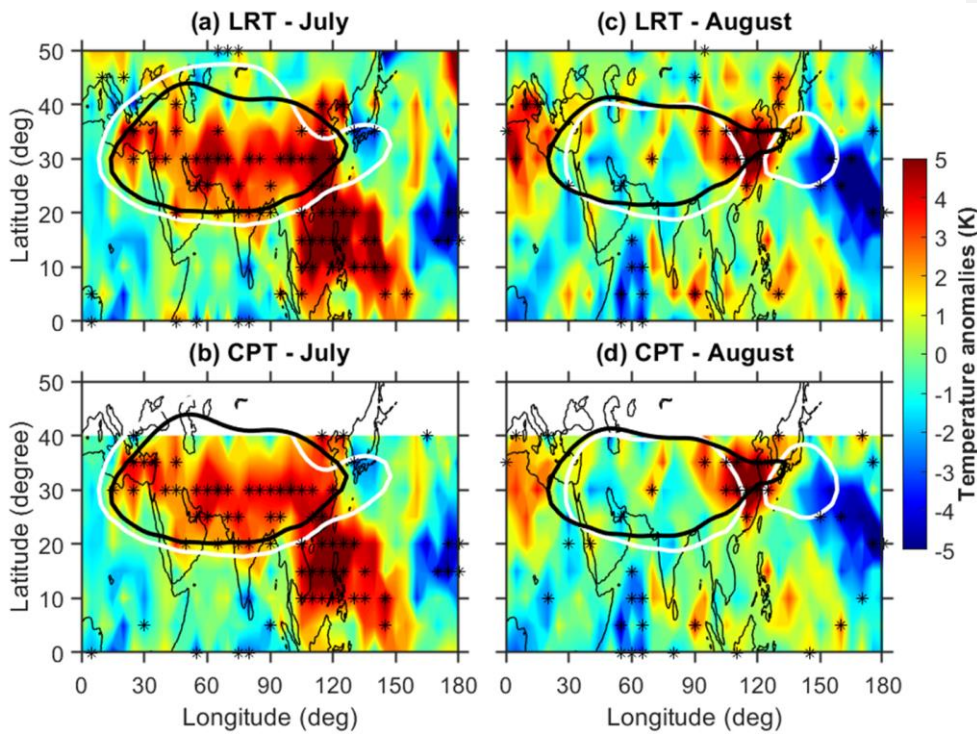 (a) LRT - July
(c) LRT - August
50
40
30
20
10
0
Latitude (deg)
(b) CPT - July
(d) CPT - August
50
40
30
20
10
0
Latitude (degree)
0 30 60 90 120 150 180
0 30 60 90 120 150 180
Longitude (deg)
Longitude (deg)
5
4
3
2
1
0
-1
-2
-3
-4
-5
Temperature anomalies (K)